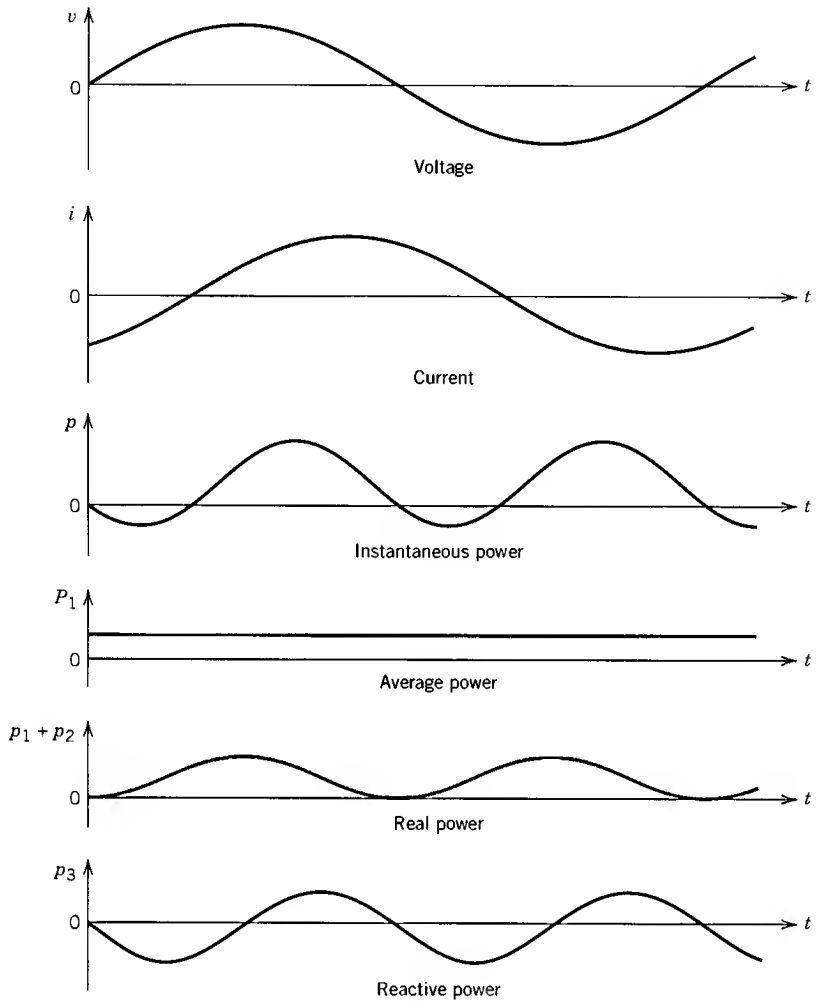 v
0
t
Voltage
i
0
t
Current
p
0
t
Instantaneous power
P1
0
t
Average power
p1 + p2
0
t
Real power
p3
0
t
Reactive power